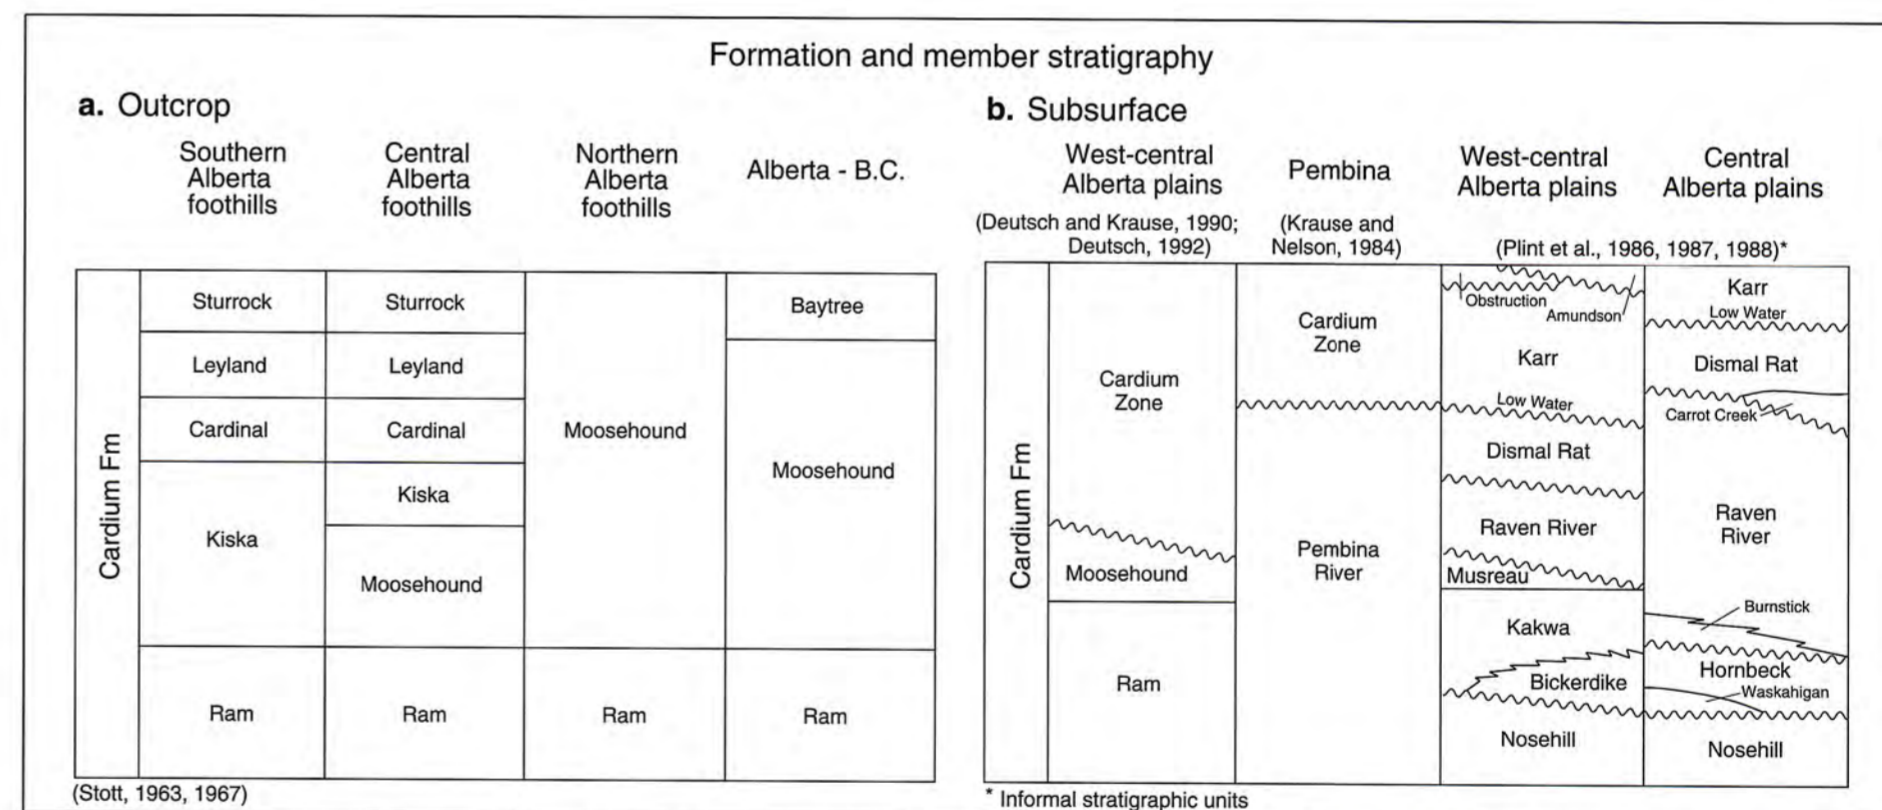 Formation and member stratigraphy
a. Outcrop
Southern
Alberta
foothills
Central
Alberta
foothills
Northern
Alberta
foothills
Alberta - B.C.
Cardium Fm
Sturrock
Leyland
Cardinal
Kiska
Ram
Sturrock
Leyland
Cardinal
Kiska
Moosehound
Ram
Moosehound
Ram
Baytree
Moosehound
Ram
(Stott, 1963, 1967)
b. Subsurface
West-central
Alberta plains
(Deutsch and Krause, 1990;
Deutsch, 1992)
Pembina
(Krause and
Nelson, 1984)
West-central
Alberta plains
Central
Alberta plains
(Plint et al., 1986, 1987, 1988)*
Cardium Fm
Cardium
Zone
Moosehound
Ram
Cardium
Zone
Pembina
River
Obstruction
Amundson
Karr
Low Water
Dismal Rat
Raven River
Musreau
Kakwa
Bickerdike
Nosehill
Karr
Low Water
Dismal Rat
Carrot Creek
Raven
River
Burnstick
Hornbeck
Waskahigan
Nosehill
* Informal stratigraphic units